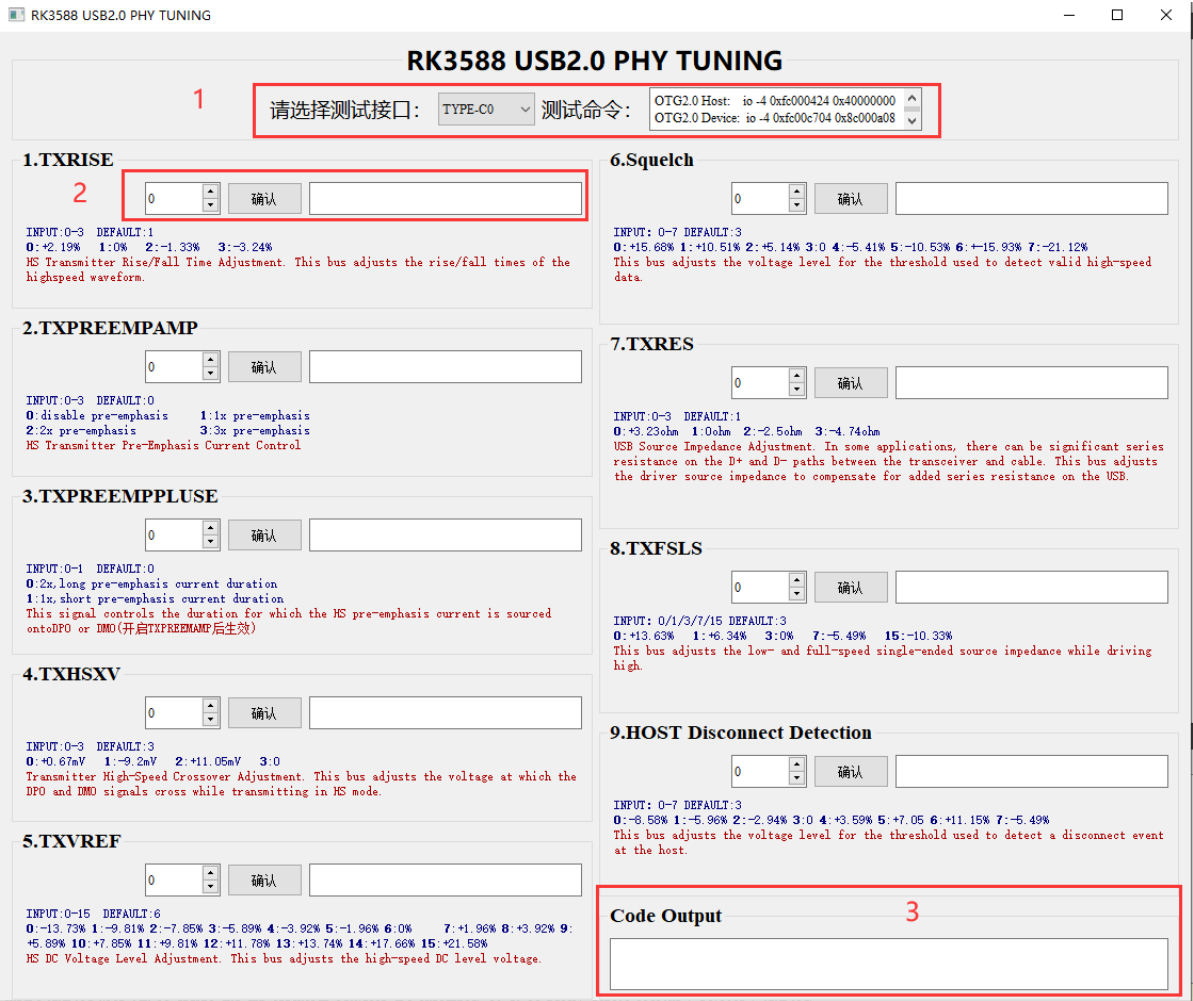 RK3588 USB2.0 PHY TUNING
RK3588 USB2.0 PHY TUNING
1
请选择测试接口: TYPE-C0 测试命令: OTG2.0 Host: io -4 0xfc000424 0x40000000
OTG2.0 Device: io -4 0xfc00c704 0x8c000a08
1.TXRISE
2
0 确认
INPUT:0-3 DEFAULT:1
0:+2.19% 1:0% 2:-1.33% 3:-3.24%
HS Transmitter Rise/Fall Time Adjustment. This bus adjusts the rise/fall times of the
highspeed waveform.
2.TXPREEMPAMP
0 确认
INPUT:0-3 DEFAULT:0
0:disable pre-emphasis 1:1x pre-emphasis
2:2x pre-emphasis 3:3x pre-emphasis
HS Transmitter Pre-Emphasis Current Control
3.TXPREEMPPLUSE
0 确认
INPUT:0-1 DEFAULT:0
0:2x,long pre-emphasis current duration
1:1x,short pre-emphasis current duration
This signal controls the duration for which the HS pre-emphasis current is sourced
ontoDPO or DMO(开启TXPREEMAMP后生效)
4.TXHSXV
0 确认
INPUT:0-3 DEFAULT:3
0:+0.67mV 1:-9.2mV 2:+11.05mV 3:0
Transmitter High-Speed Crossover Adjustment. This bus adjusts the voltage at which the
DPO and DMO signals cross while transmitting in HS mode.
5.TXVREF
0 确认
INPUT:0-15 DEFAULT:6
0:-13.73% 1:-9.81% 2:-7.85% 3:-5.89% 4:-3.92% 5:-1.96% 6:0% 7:+1.96% 8:+3.92% 9:
+5.89% 10:+7.85% 11:+9.81% 12:+11.78% 13:+13.74% 14:+17.66% 15:+21.58%
HS DC Voltage Level Adjustment. This bus adjusts the high-speed DC level voltage.
6.Squelch
0 确认
INPUT: 0-7 DEFAULT:3
0:+15.68% 1:+10.51% 2:+5.14% 3:0 4:-5.41% 5:-10.53% 6:+-15.93% 7:-21.12%
This bus adjusts the voltage level for the threshold used to detect valid high-speed
data.
7.TXRES
0 确认
INPUT:0-3 DEFAULT:1
0:+3.23ohm 1:0ohm 2:-2.5ohm 3:-4.74ohm
USB Source Impedance Adjustment. In some applications, there can be significant series
resistance on the D+ and D- paths between the transceiver and cable. This bus adjusts
the driver source impedance to compensate for added series resistance on the USB.
8.TXFSLS
0 确认
INPUT: 0/1/3/7/15 DEFAULT:3
0:+13.63% 1:+6.34% 3:0% 7:-5.49% 15:-10.33%
This bus adjusts the low- and full-speed single-ended source impedance while driving
high.
9.HOST Disconnect Detection
0 确认
INPUT: 0-7 DEFAULT:3
0:-8.58% 1:-5.96% 2:-2.94% 3:0 4:+3.59% 5:+7.05 6:+11.15% 7:-5.49%
This bus adjusts the voltage level for the threshold used to detect a disconnect event
at the host.
Code Output
3